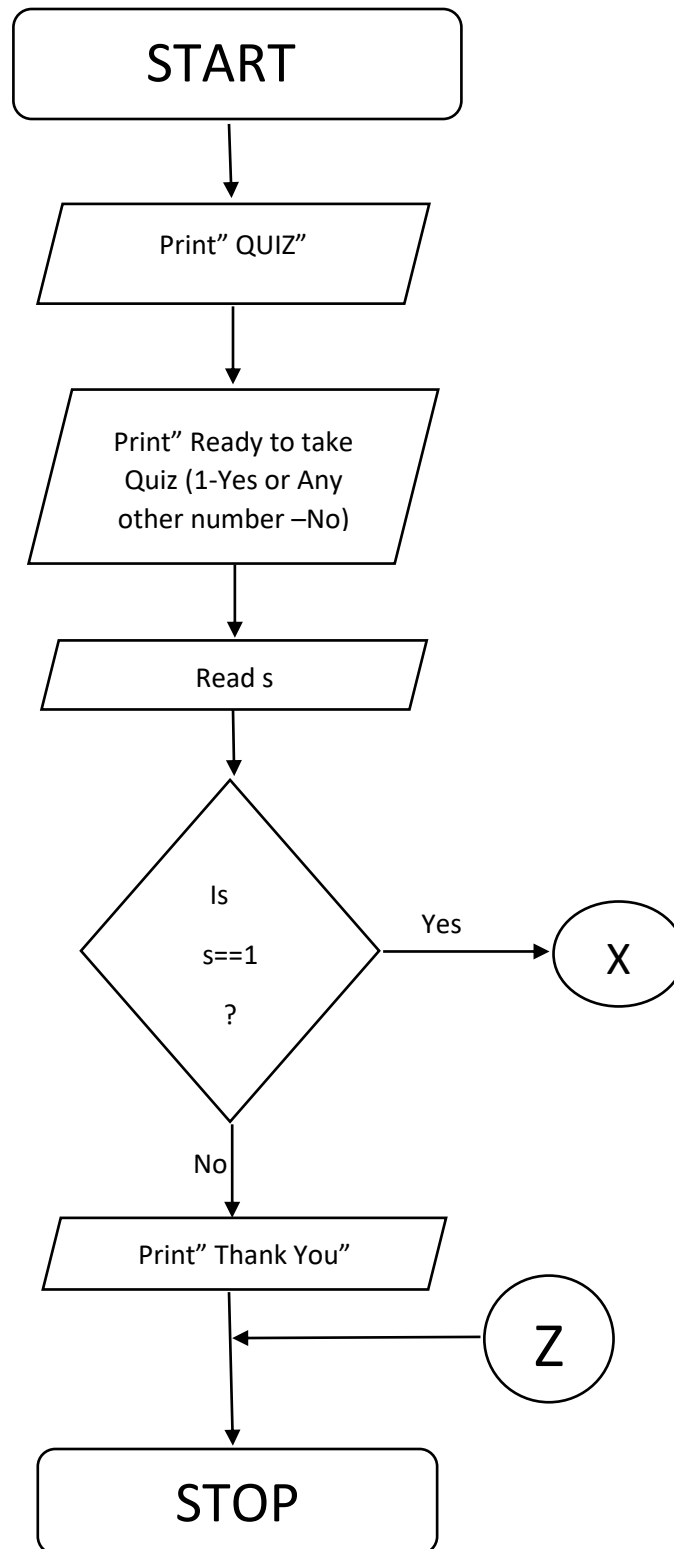 START
Print” QUIZ”
Print” Ready to take
Quiz (1-Yes or Any
other number –No)
Read s
Is
s==1
?
Yes
X
No
Print” Thank You”
Z
STOP